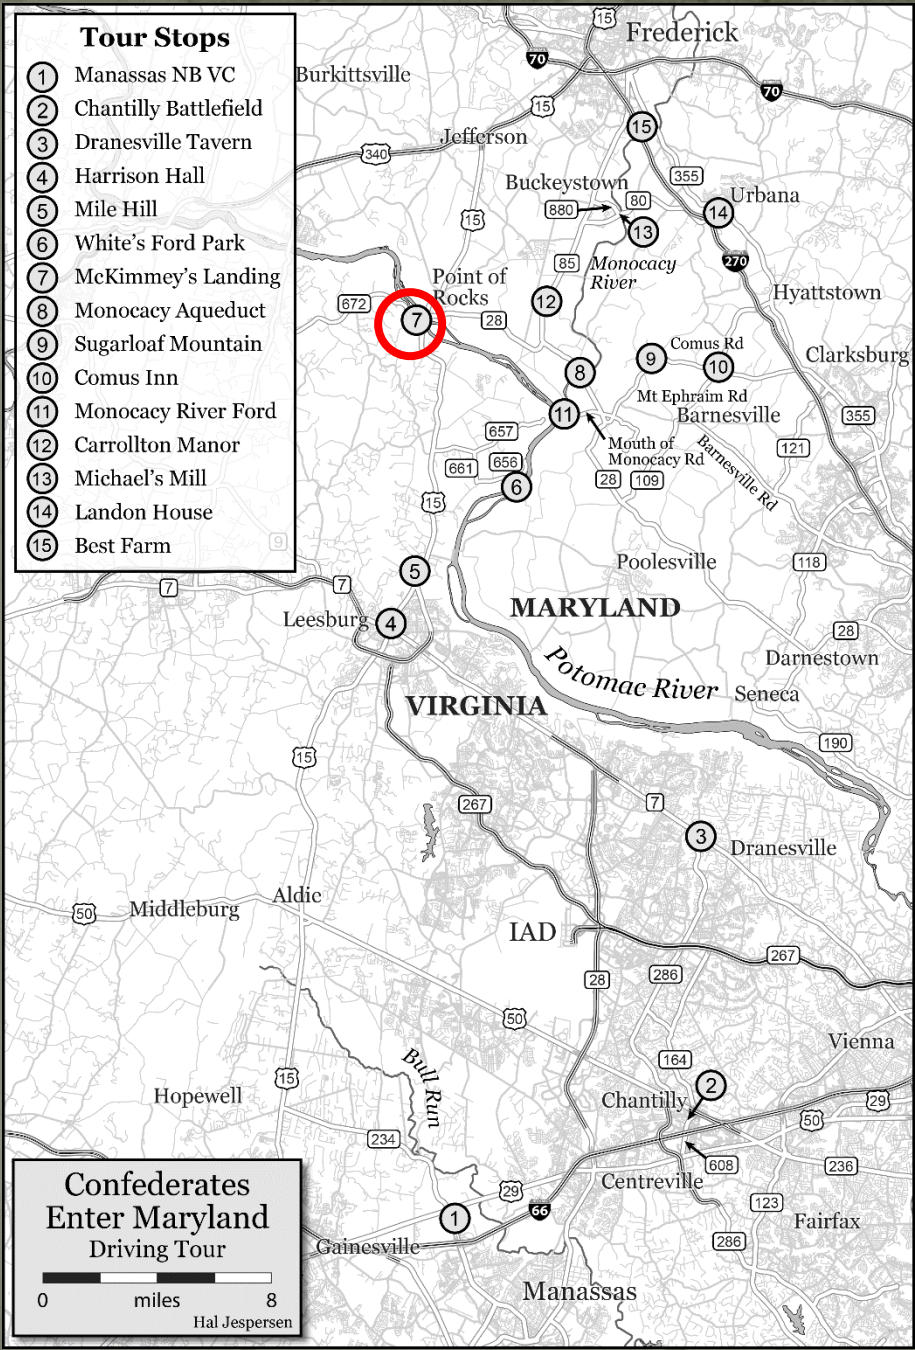 Tour Stops
1 Manassas NB VC
2 Chantilly Battlefield
3 Dranesville Tavern
4 Harrison Hall
5 Mile Hill
6 White's Ford Park
7 McKimmey's Landing
8 Monocacy Aqueduct
9 Sugarloaf Mountain
10 Comus Inn
11 Monocacy River Ford
12 Carrollton Manor
13 Michael's Mill
14 Landon House
15 Best Farm
15
Frederick
70
Burkittsville
70
15
15
Jefferson
340
355
Buckeystown
80
Urbana
880
14
15
13
85
Monocacy
River
270
Point of
Rocks
Hyattstown
672
12
7
28
Comus Rd
Clarksburg
9
10
8
Mt Ephraim Rd
11
Barnesville
355
657
Mouth of
Monocacy Rd
121
661
656
Barnesville Rd
28
109
6
15
9
Poolesville
118
5
7
7
MARYLAND
Leesburg
4
28
Darnestown
Potomac River
Seneca
VIRGINIA
190
15
267
7
3
Dranesville
Aldie
50
Middleburg
IAD
267
28
286
50
Vienna
Bull Run
164
15
2
Hopewell
Chantilly
29
50
234
608
236
Centreville
29
123
66
1
Fairfax
286
Gainesville
Manassas
Confederates
Enter Maryland
Driving Tour
0 miles 8
Hal Jespersen